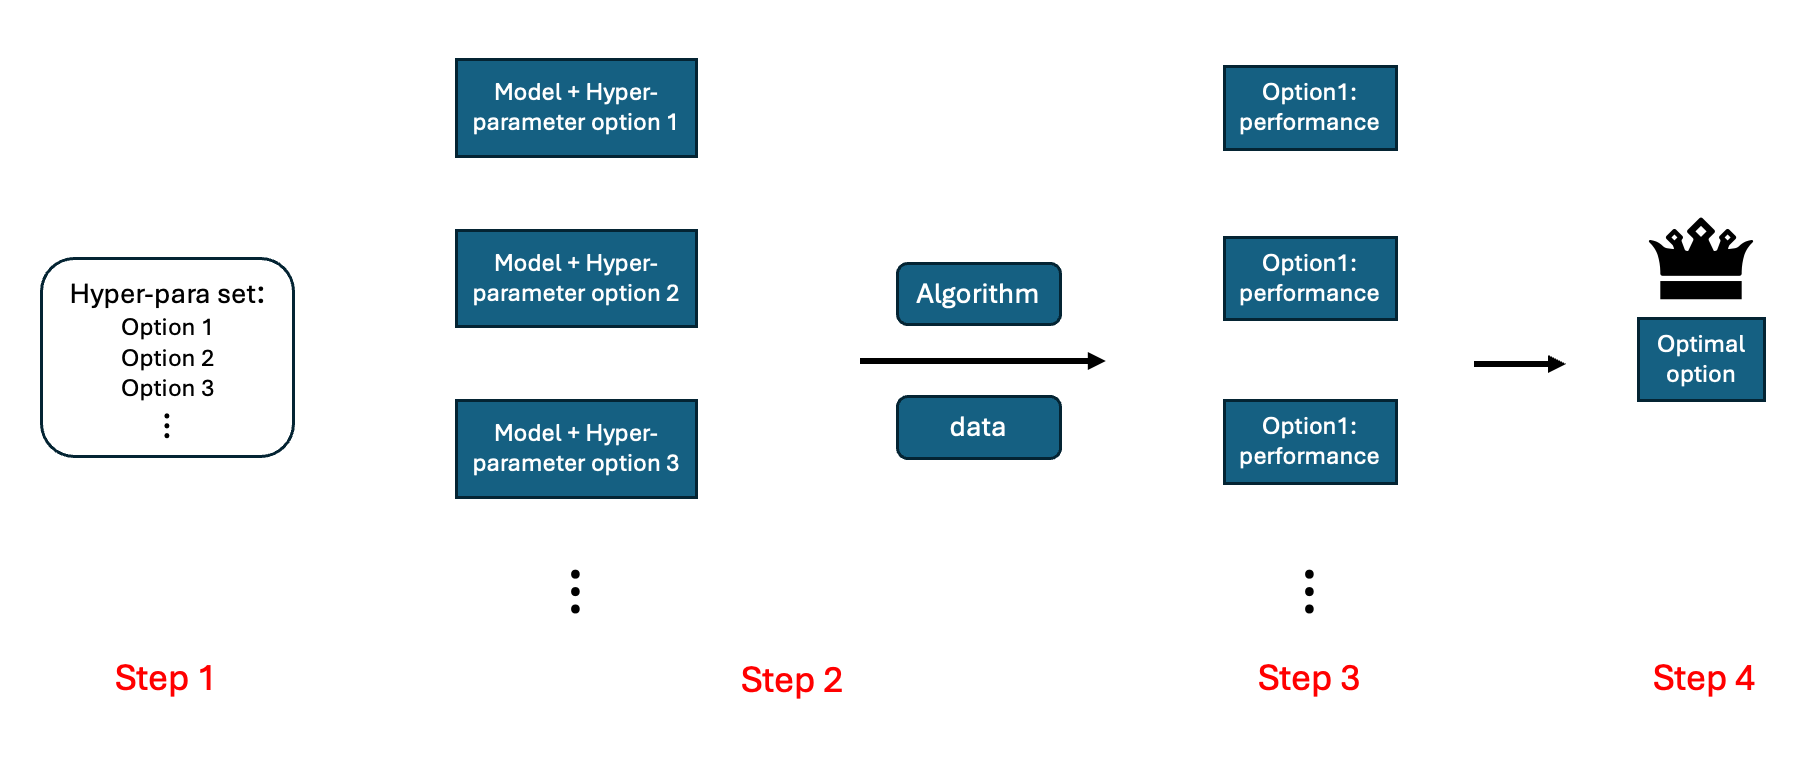 Hyper-para set:
Option 1
Option 2
Option 3
Model + Hyper-
parameter option 1
Model + Hyper-
parameter option 2
Model + Hyper-
parameter option 3
Algorithm
data
Option1:
performance
Option1:
performance
Option1:
performance
Optimal
option
Step 1
Step 2
Step 3
Step 4